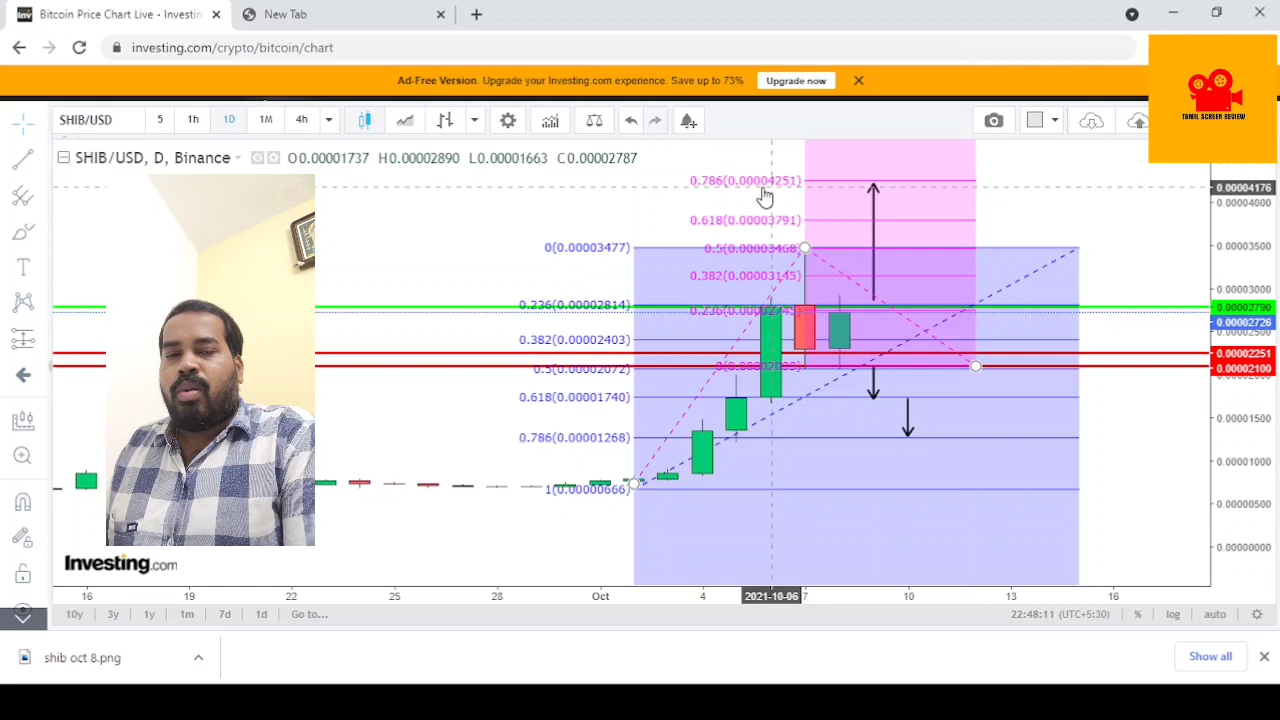 Bitcoin Price Chart Live - Investin
New Tab
investing.com/crypto/bitcoin/chart
Ad-Free Version Upgrade your Investing.com experience. Save up to 73% Upgrade now
TAMIL SCREEN REVIEW
SHIB/USD 5 1h 1D 1M 4h
SHIB/USD, D, Binance O0.00001737 H0.00002890 L0.00001663 C0.00002787
0.786(0.00004251)
0.00004176
0.00004000
0.618(0.00003791)
0(0.00003477) 0.5(0.00003468) 0.00003500
0.382(0.00003145)
0.00003000
0.236(0.00002814) 0.236(0.00002745) 0.00002790
0.00002726
0.00002500
0.382(0.00002403)
0.00002251
0.5(0.00002072) 0.00002100
0.618(0.00001740)
0.00001500
0.786(0.00001268)
0.00001000
1(0.00000666)
0.00000500
0.00000000
Investing.com
16 19 22 25 28 Oct 4 2021-10-06 7 10 13 16
10y 3y 1y 1m 7d 1d Go to... 22:48:11 (UTC+5:30) % log auto
shib oct 8.png Show all